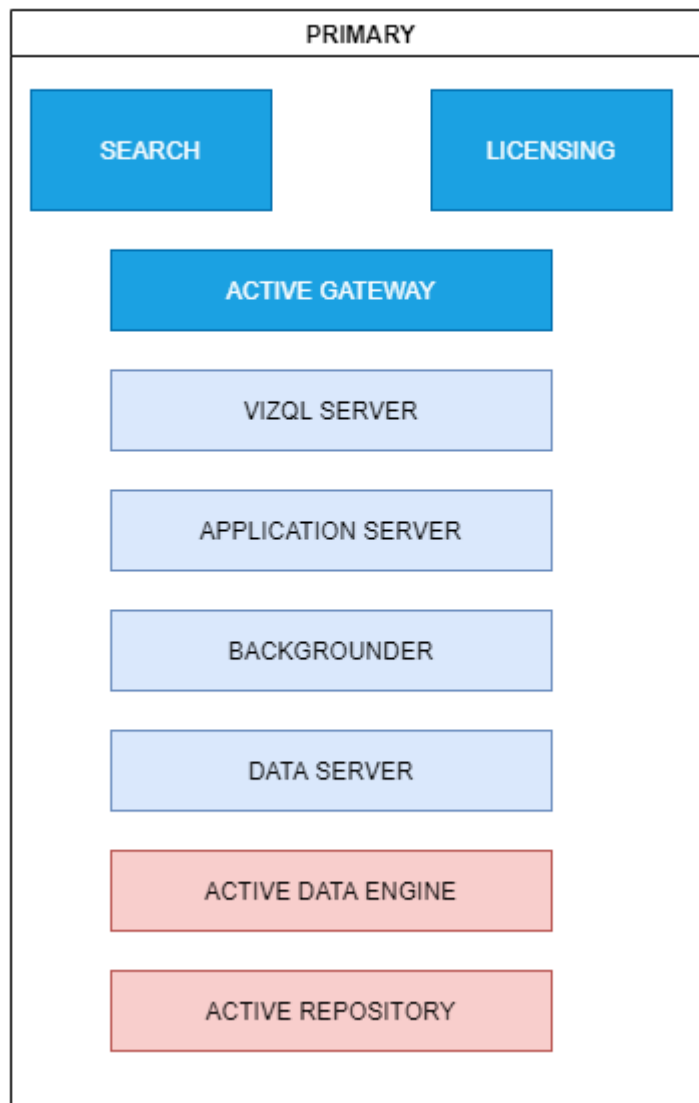 PRIMARY
SEARCH
LICENSING
ACTIVE GATEWAY
VIZQL SERVER
APPLICATION SERVER
BACKGROUNDER
DATA SERVER
ACTIVE DATA ENGINE
ACTIVE REPOSITORY